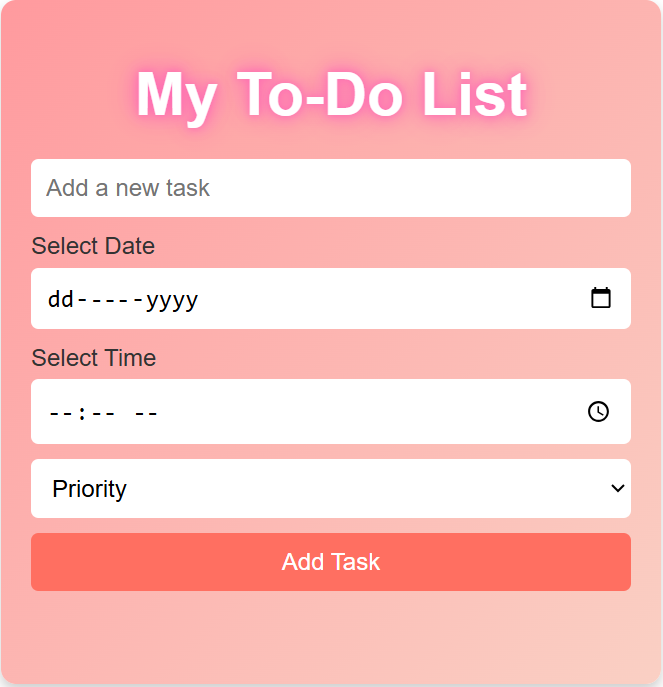 My To-Do List
Add a new task
Select Date
dd-----yyyy
Select Time
--:-- --
Priority
Add Task